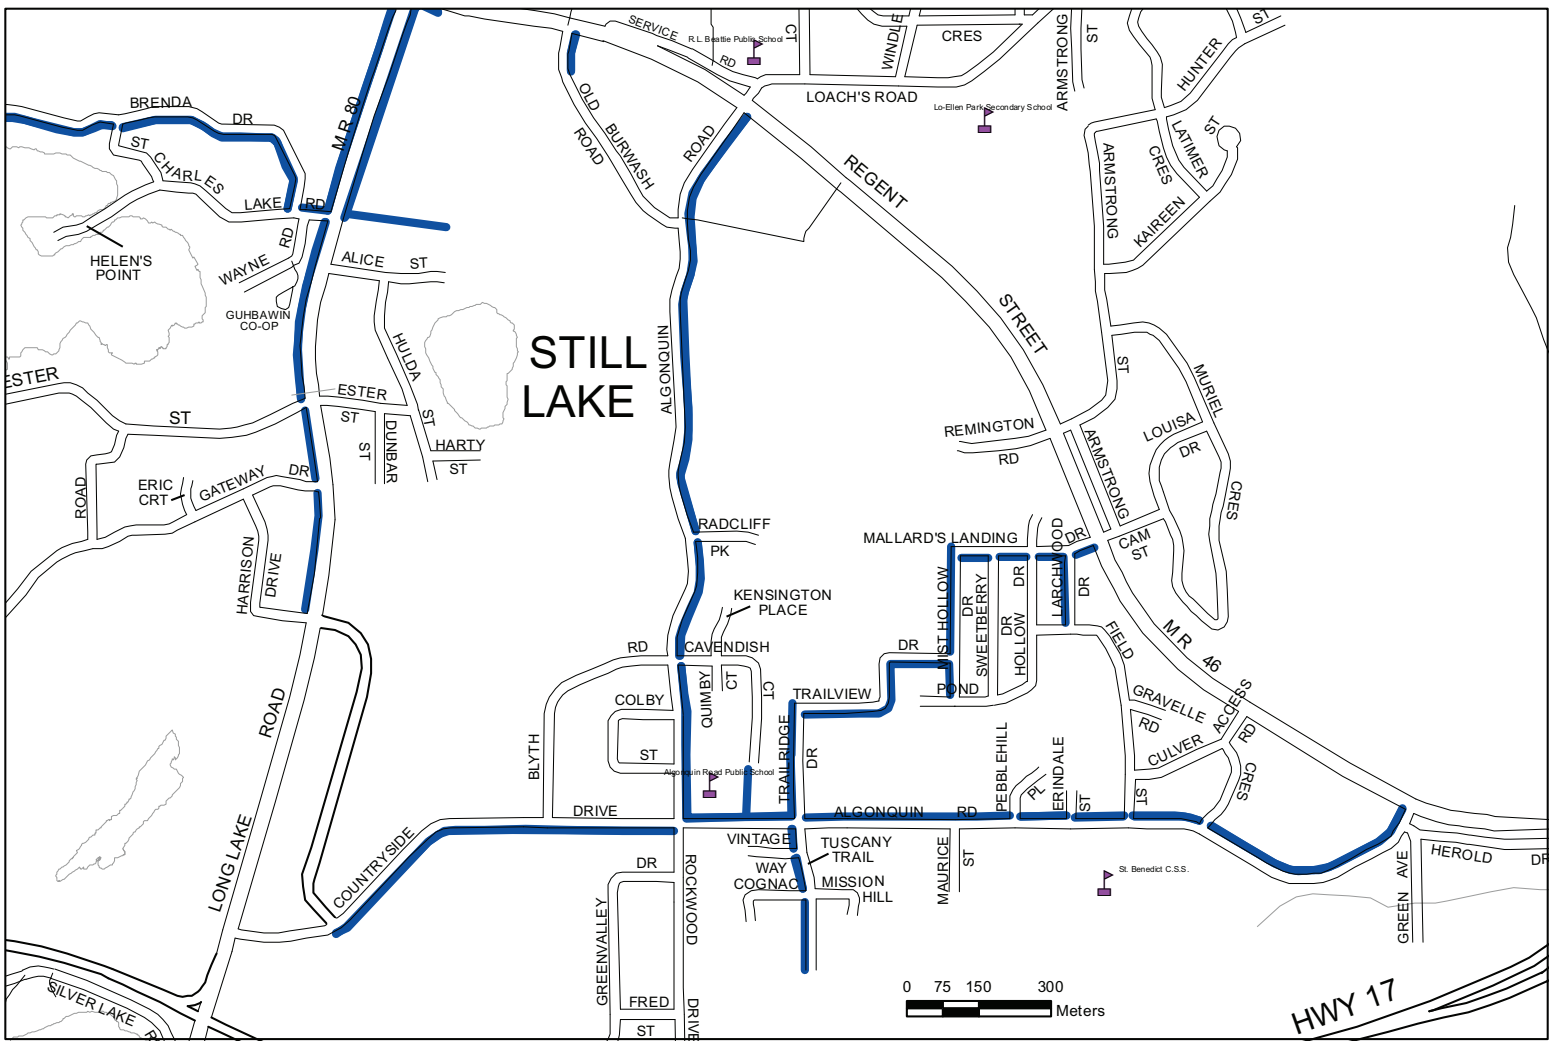 SERVICE
RD
R.L. Beattie Public School
CT
WINDLE
CRES
ARMSTRONG
ST
ST
HUNTER
BRENDA
DR
M R 80
OLD
BURWASH
ROAD
ROAD
LOACH'S ROAD
Lo-Ellen Park Secondary School
ARMSTRONG
LATIMER
CRES
ST
KAIREEN
ST
CHARLES
LAKE
RD
REGENT
STREET
HELEN'S
POINT
WAYNE
RD
ALICE
ST
GUHBAWIN
CO-OP
HULDA
ST
STILL
LAKE
ALGONQUIN
ST
MURIEL
CRES
ESTER
ST
ESTER
ST
DUNBAR
ST
HARTY
ST
REMINGTON
RD
ARMSTRONG
LOUISA
DR
ERIC
CRT
GATEWAY
DR
ROAD
HARRISON
DRIVE
RADCLIFF
PK
MALLARD'S LANDING
DR
CAM
ST
LARCHWOOD
DR
KENSINGTON
PLACE
MIST HOLLOW
DR
SWEETBERRY
DR
HOLLOW
DR
FIELD
M R 46
RD
CAVENDISH
CT
QUIMBY
CT
COLBY
ST
TRAILVIEW
DR
POND
GRAVELLE
RD
ACCESS
RD
CULVER
CRES
LONG LAKE
ROAD
BLYTH
TRAILRIDGE
DR
PEBBLEHILL
PL
ERINDALE
ST
ST
Algonquin Road Public School
DRIVE
ALGONQUIN
RD
COUNTRYSIDE
VINTAGE
WAY
TUSCANY
TRAIL
COGNAC
MISSION
HILL
MAURICE
ST
DR
ROCKWOOD
DRIVE
GREENVALLEY
FRED
ST
St. Benedict C.S.S.
GREEN AVE
HEROLD
DR
SILVER LAKE
0 75 150 300
Meters
HWY 17